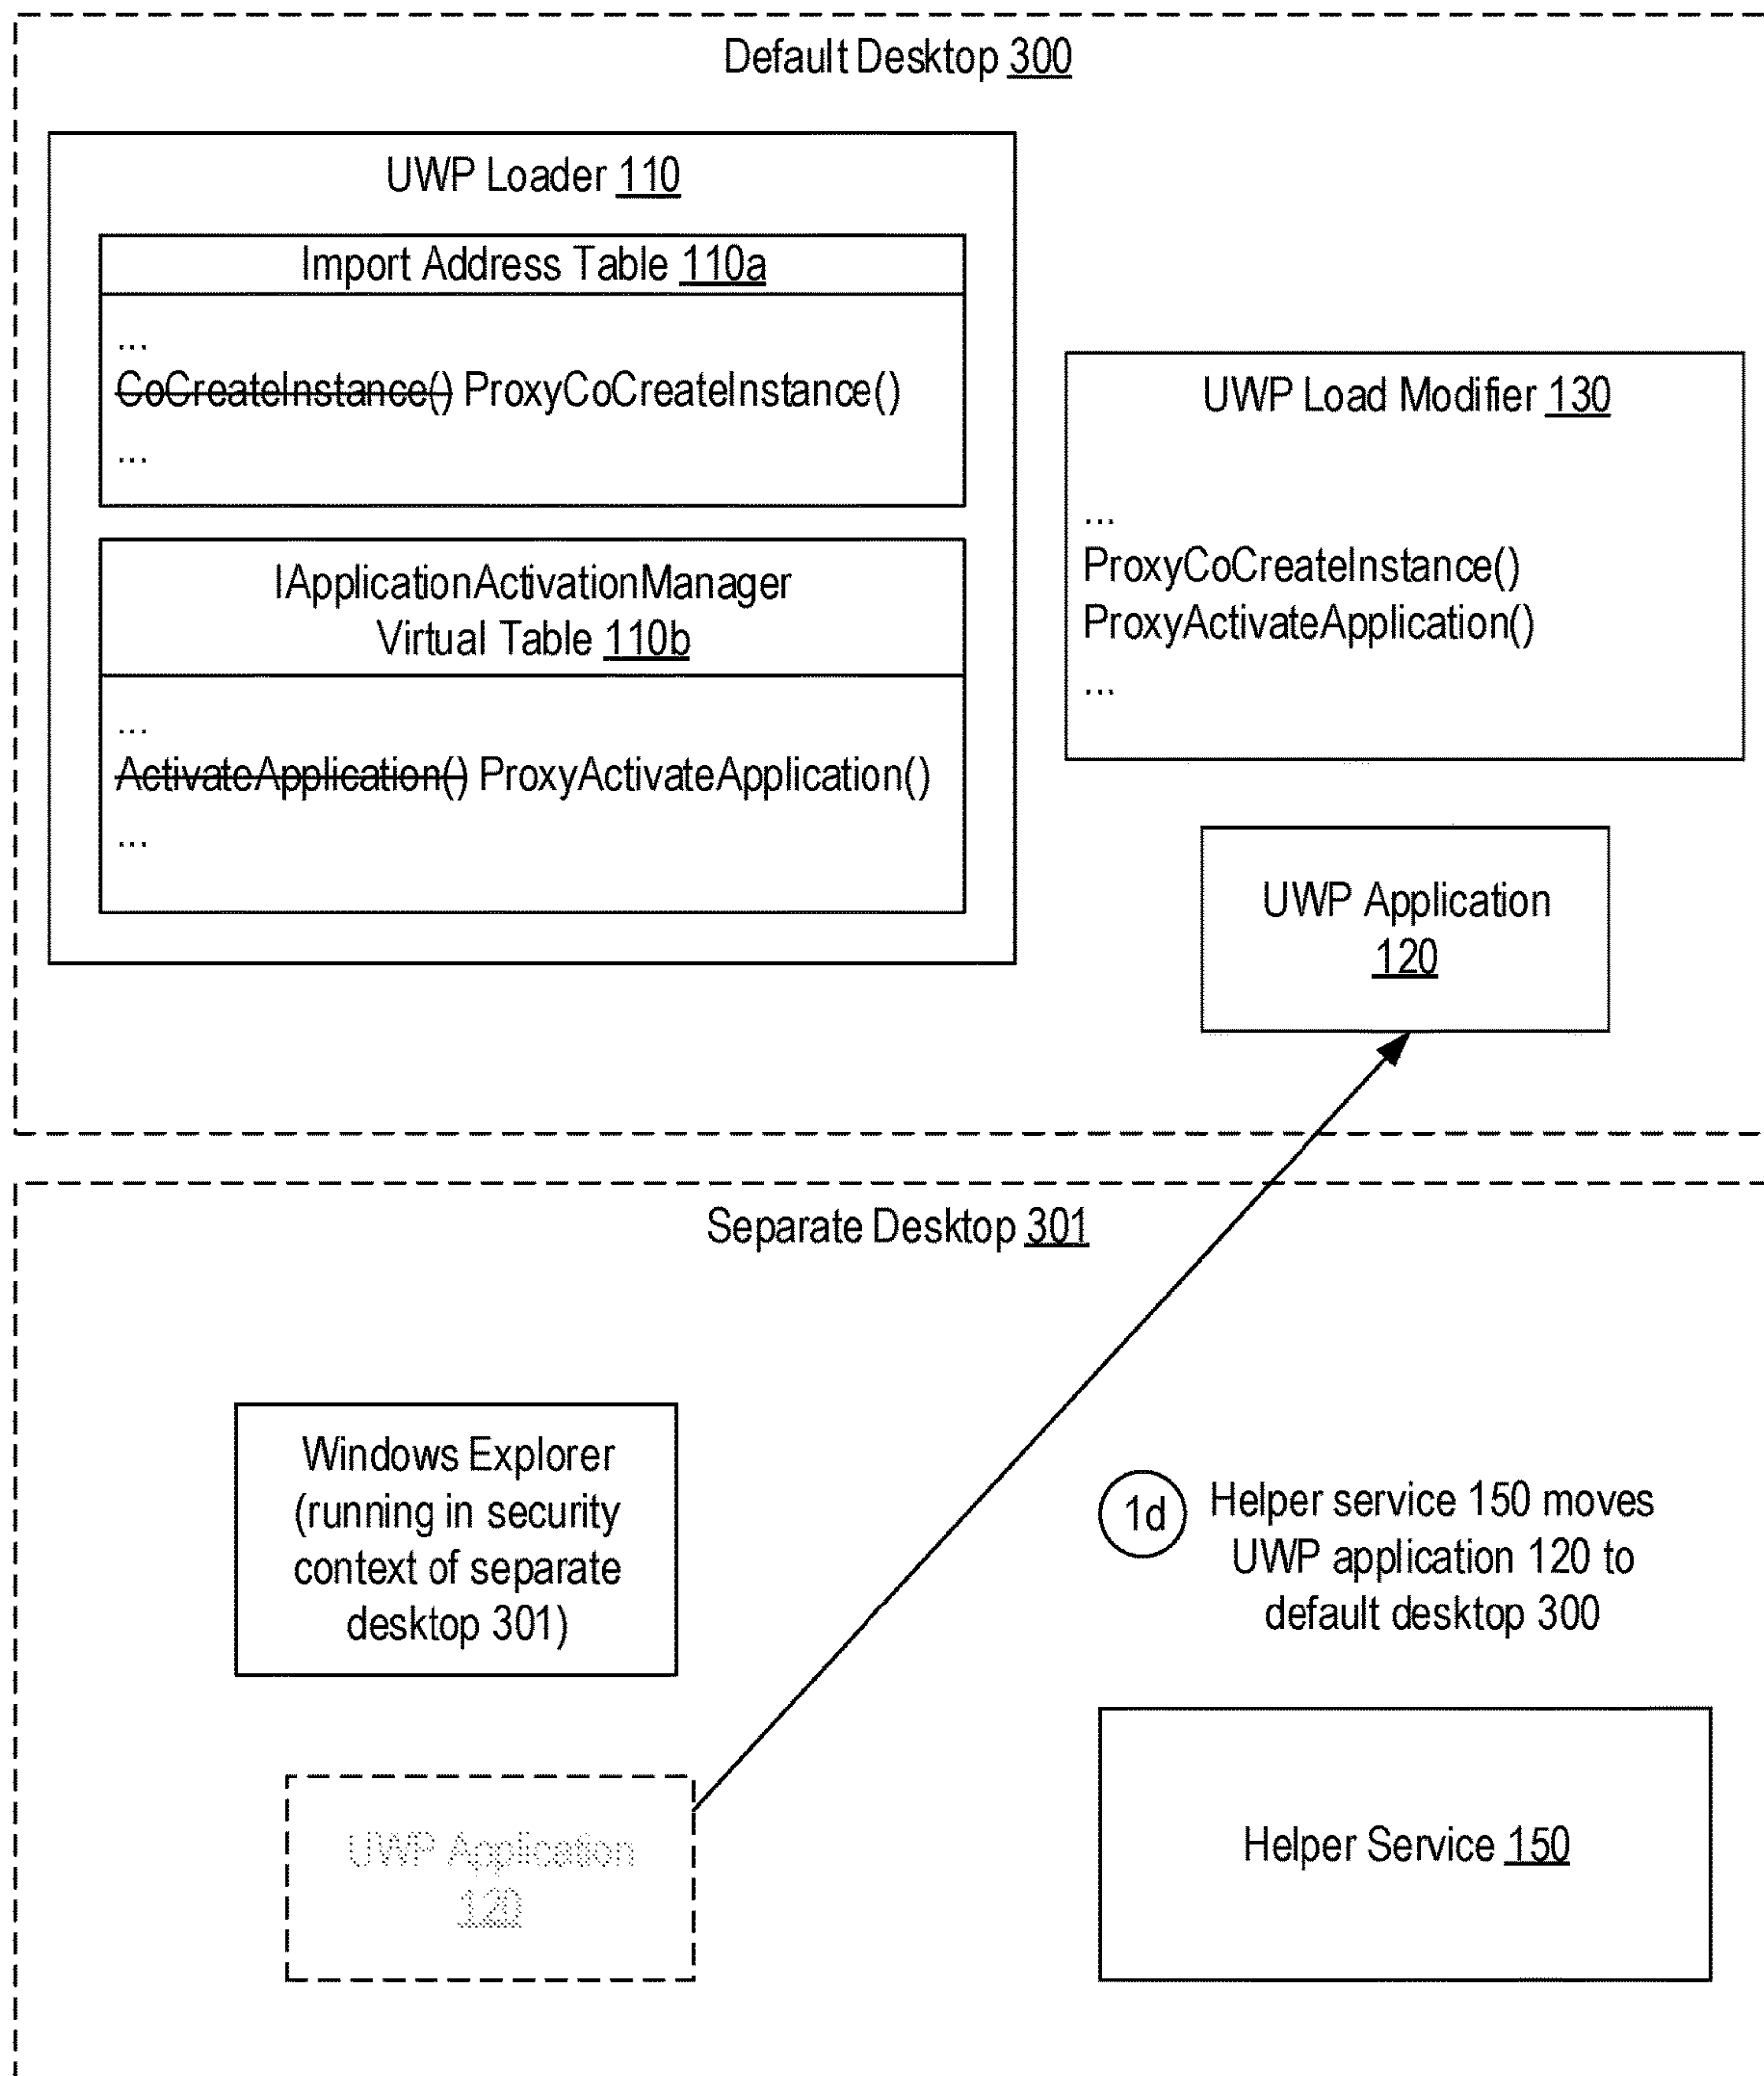 Default Desktop 300
UWP Loader 110
Import Address Table 110a
...
CoCreateInstance() ProxyCoCreateInstance()
...
IApplicationActivationManager
Virtual Table 110b
...
ActivateApplication() ProxyActivateApplication()
...
UWP Load Modifier 130
...
ProxyCoCreateInstance()
ProxyActivateApplication()
...
UWP Application
120
Separate Desktop 301
Windows Explorer
(running in security
context of separate
desktop 301)
1d
Helper service 150 moves
UWP application 120 to
default desktop 300
UWP Application
120
Helper Service 150